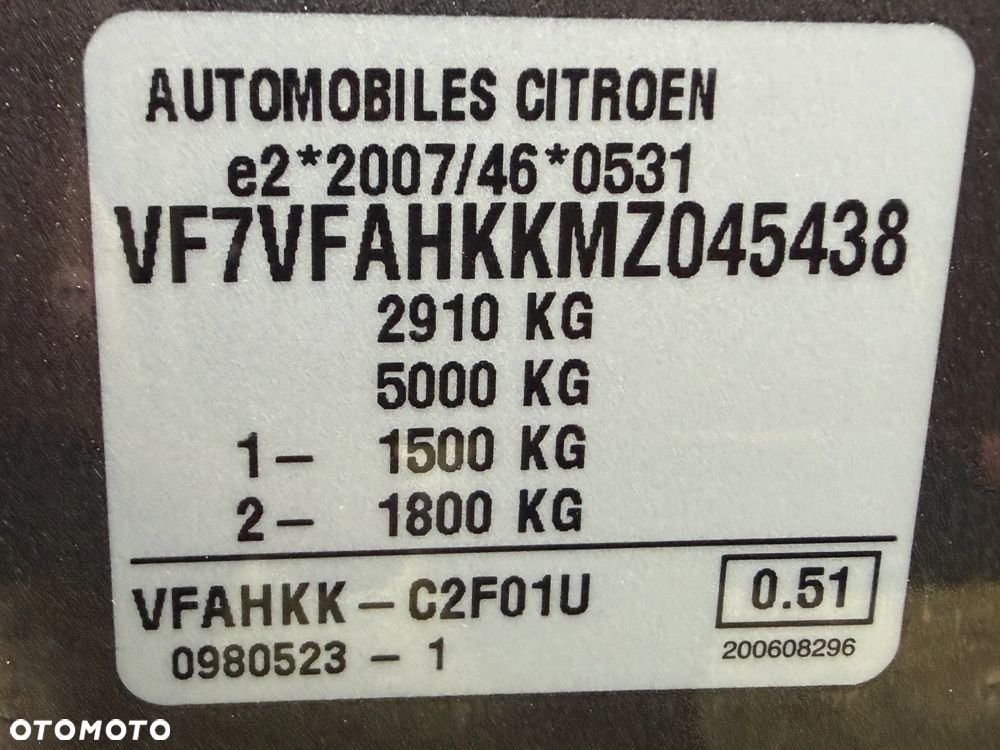 AUTOMOBILES CITROEN
e2*2007/46*0531
VF7VFAHKKMZ045438
2910 KG
5000 KG
1- 1500 KG
2- 1800 KG
VFAHKK-C2F01U
0.51
0980523-1
200608296
OTOMOTO